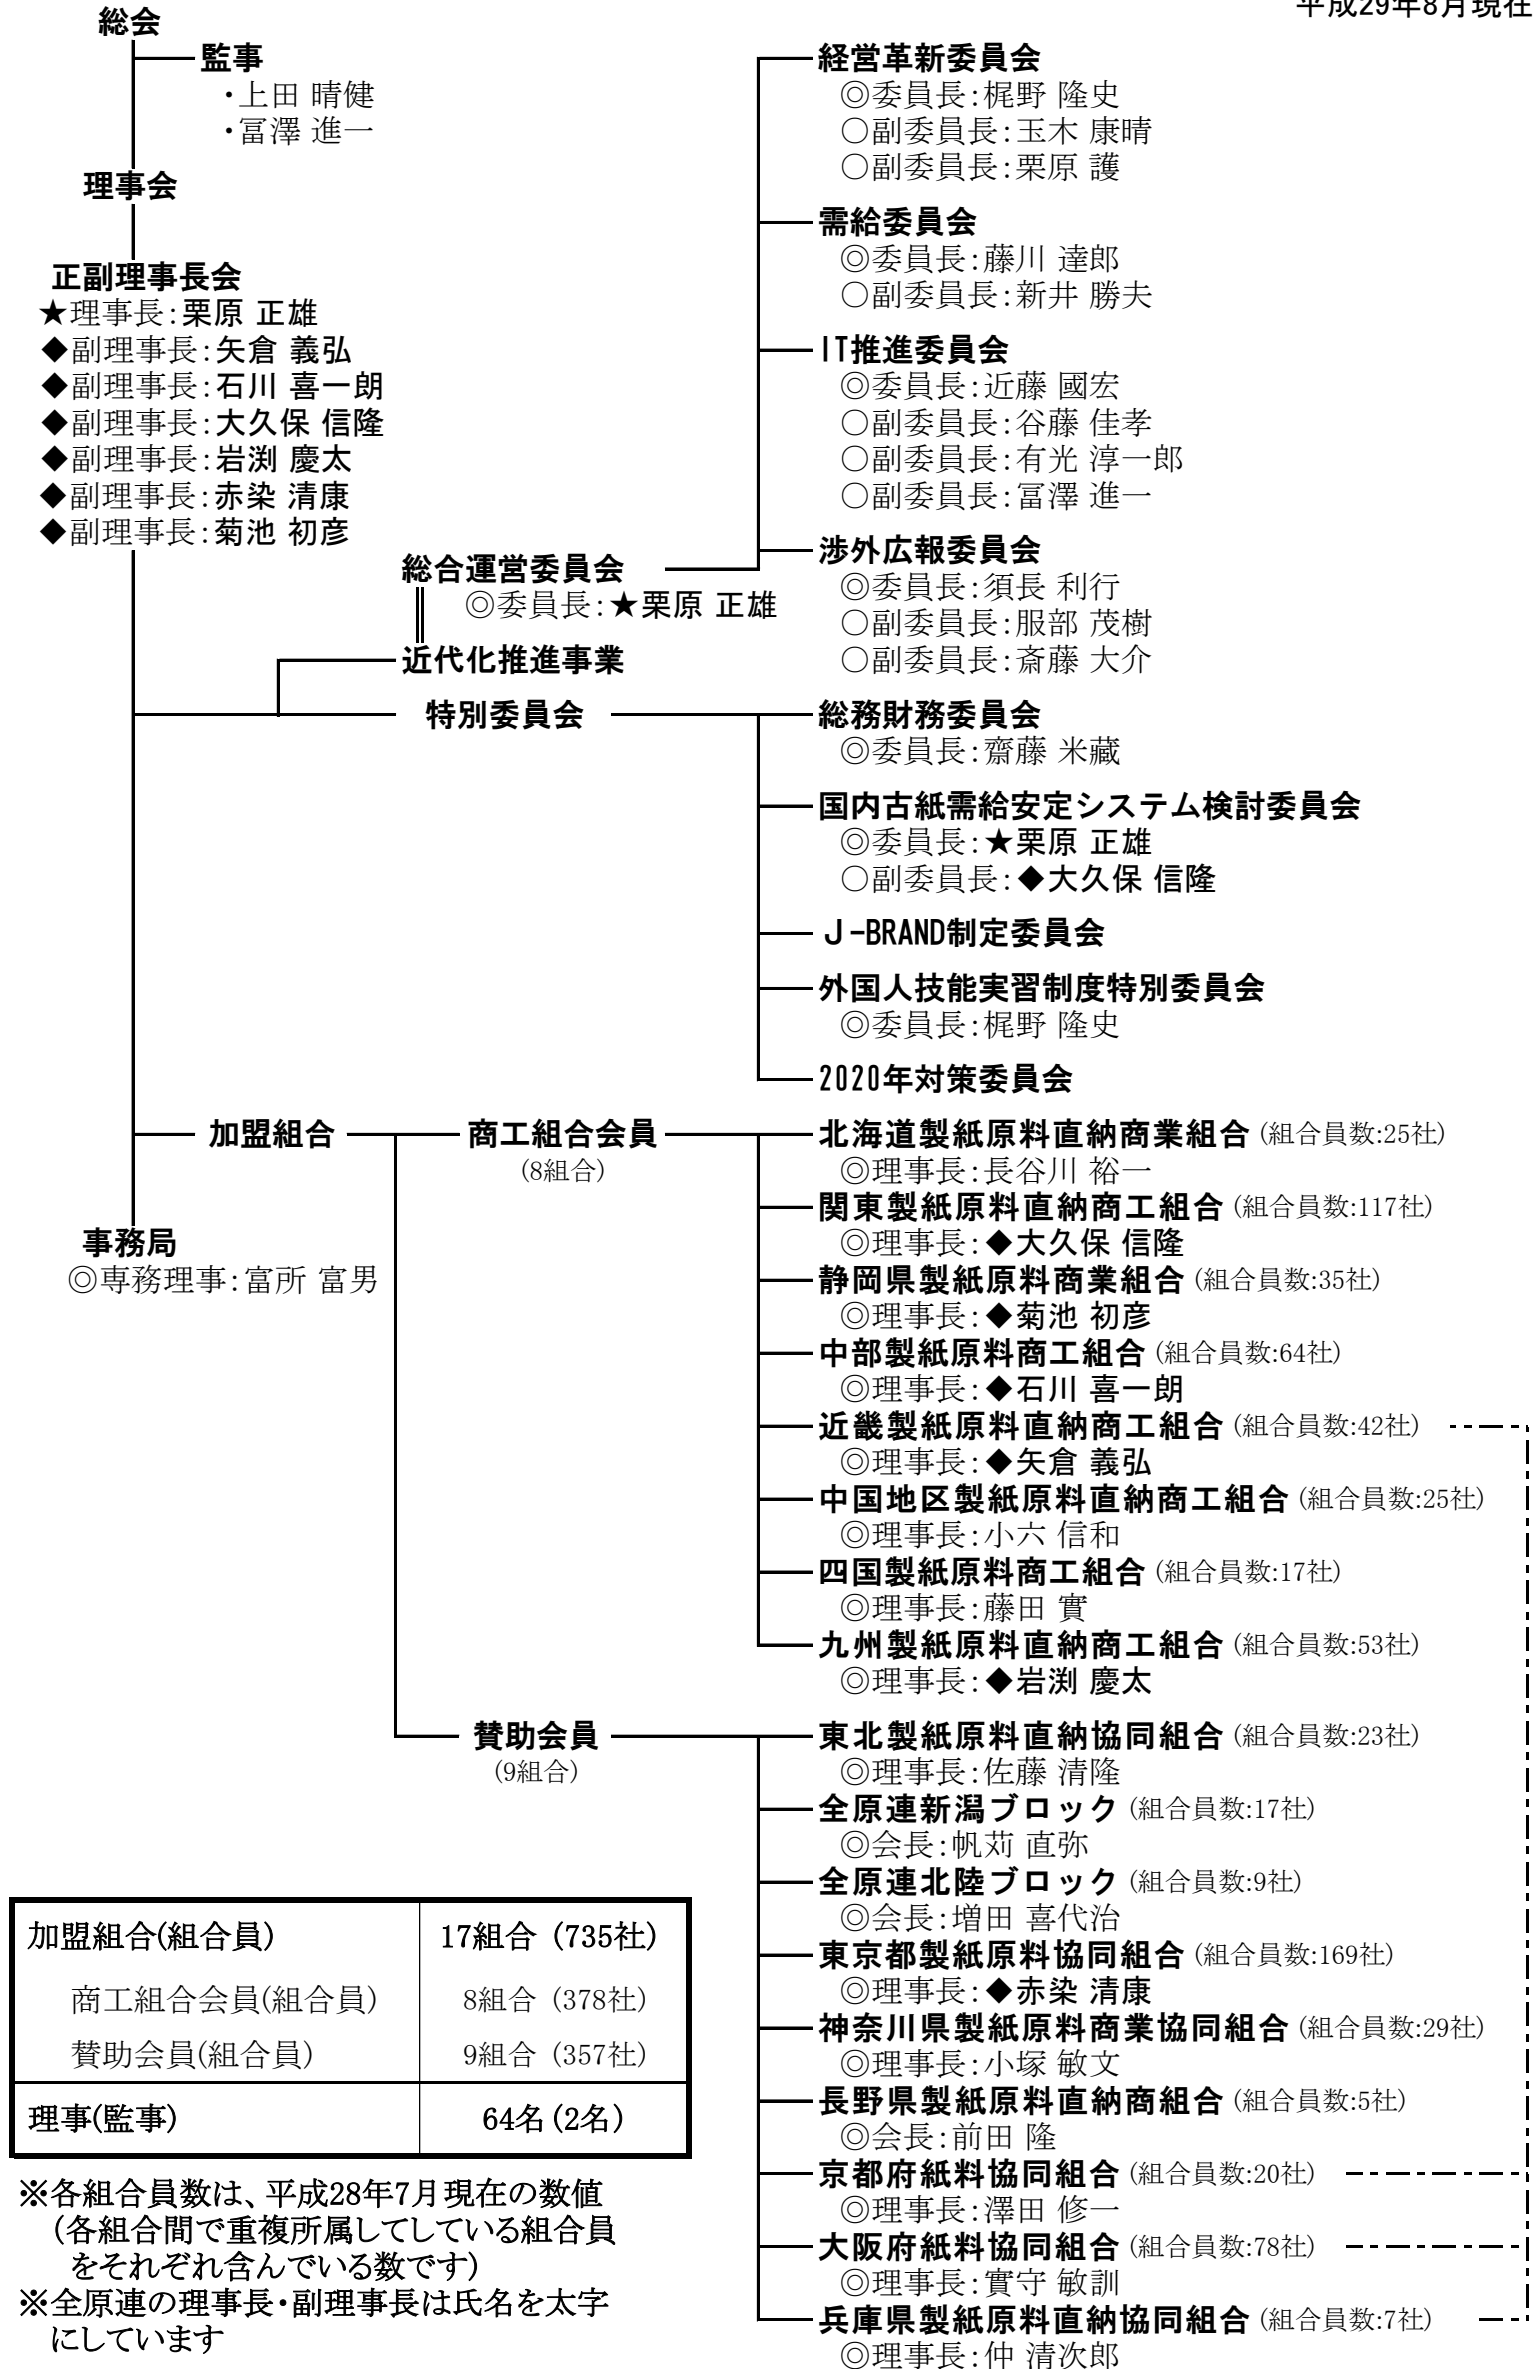 平成29年8月現在
総会
監事
・上田 晴健
・冨澤 進一
理事会
正副理事長会
★理事長:栗原 正雄
◆副理事長:矢倉 義弘
◆副理事長:石川 喜一朗
◆副理事長:大久保 信隆
◆副理事長:岩渕 慶太
◆副理事長:赤染 清康
◆副理事長:菊池 初彦
総合運営委員会
◎委員長:★栗原 正雄
近代化推進事業
経営革新委員会
◎委員長:梶野 隆史
○副委員長:玉木 康晴
○副委員長:栗原 護
需給委員会
◎委員長:藤川 達郎
○副委員長:新井 勝夫
IT推進委員会
◎委員長:近藤 國宏
○副委員長:谷藤 佳孝
○副委員長:有光 淳一郎
○副委員長:冨澤 進一
渉外広報委員会
◎委員長:須長 利行
○副委員長:服部 茂樹
○副委員長:斎藤 大介
特別委員会
総務財務委員会
◎委員長:齋藤 米藏
国内古紙需給安定システム検討委員会
◎委員長:★栗原 正雄
○副委員長:◆大久保 信隆
J-BRAND制定委員会
外国人技能実習制度特別委員会
◎委員長:梶野 隆史
2020年対策委員会
加盟組合
商工組合会員
(8組合)
北海道製紙原料直納商業組合 (組合員数:25社)
◎理事長:長谷川 裕一
関東製紙原料直納商工組合 (組合員数:117社)
◎理事長:◆大久保 信隆
静岡県製紙原料商業組合 (組合員数:35社)
◎理事長:◆菊池 初彦
中部製紙原料商工組合 (組合員数:64社)
◎理事長:◆石川 喜一朗
近畿製紙原料直納商工組合 (組合員数:42社)
◎理事長:◆矢倉 義弘
中国地区製紙原料直納商工組合 (組合員数:25社)
◎理事長:小六 信和
四国製紙原料商工組合 (組合員数:17社)
◎理事長:藤田 實
九州製紙原料直納商工組合 (組合員数:53社)
◎理事長:◆岩渕 慶太
事務局
◎専務理事:富所 富男
賛助会員
(9組合)
東北製紙原料直納協同組合 (組合員数:23社)
◎理事長:佐藤 清隆
全原連新潟ブロック (組合員数:17社)
◎会長:帆苅 直弥
全原連北陸ブロック (組合員数:9社)
◎会長:増田 喜代治
東京都製紙原料協同組合 (組合員数:169社)
◎理事長:◆赤染 清康
神奈川県製紙原料商業協同組合 (組合員数:29社)
◎理事長:小塚 敏文
長野県製紙原料直納商組合 (組合員数:5社)
◎会長:前田 隆
京都府紙料協同組合 (組合員数:20社)
◎理事長:澤田 修一
大阪府紙料協同組合 (組合員数:78社)
◎理事長:實守 敏訓
兵庫県製紙原料直納協同組合 (組合員数:7社)
◎理事長:仲 清次郎
加盟組合(組合員) 17組合 (735社)
商工組合会員(組合員) 8組合 (378社)
賛助会員(組合員) 9組合 (357社)
理事(監事) 64名(2名)
※各組合員数は、平成28年7月現在の数値
(各組合間で重複所属してしている組合員
をそれぞれ含んでいる数です)
※全原連の理事長・副理事長は氏名を太字
にしています